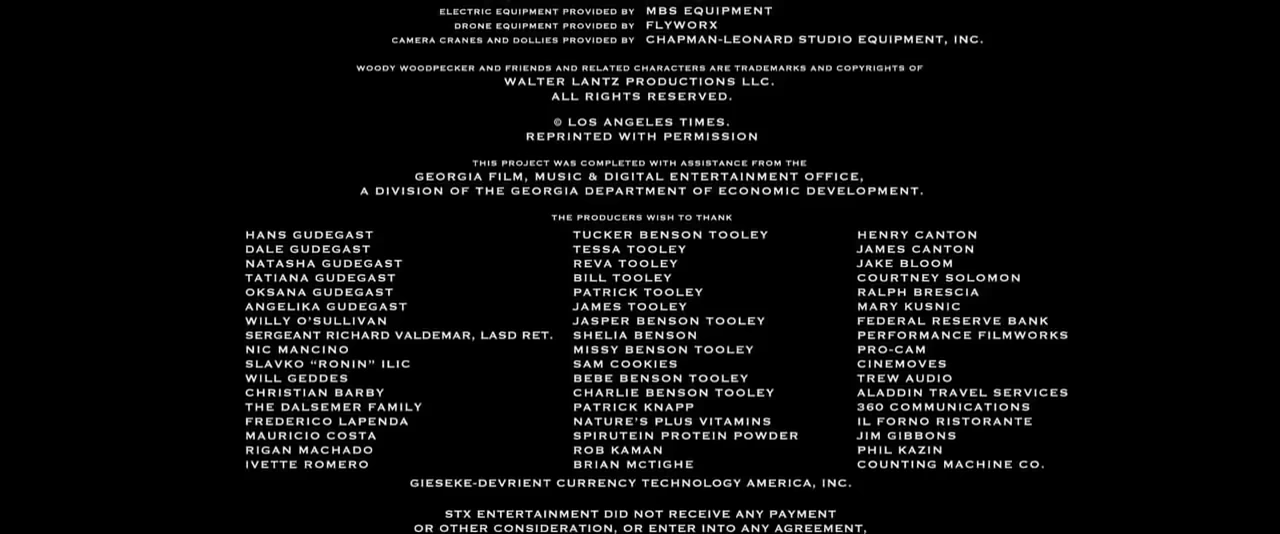 ELECTRIC EQUIPMENT PROVIDED BY MBS EQUIPMENT
DRONE EQUIPMENT PROVIDED BY FLYWORX
CAMERA CRANES AND DOLLIES PROVIDED BY CHAPMAN-LEONARD STUDIO EQUIPMENT, INC.
WOODY WOODPECKER AND FRIENDS AND RELATED CHARACTERS ARE TRADEMARKS AND COPYRIGHTS OF
WALTER LANTZ PRODUCTIONS LLC.
ALL RIGHTS RESERVED.
© LOS ANGELES TIMES.
REPRINTED WITH PERMISSION
THIS PROJECT WAS COMPLETED WITH ASSISTANCE FROM THE
GEORGIA FILM, MUSIC & DIGITAL ENTERTAINMENT OFFICE,
A DIVISION OF THE GEORGIA DEPARTMENT OF ECONOMIC DEVELOPMENT.
THE PRODUCERS WISH TO THANK
HANS GUDEGAST
DALE GUDEGAST
NATASHA GUDEGAST
TATIANA GUDEGAST
OKSANA GUDEGAST
ANGELIKA GUDEGAST
WILLY O'SULLIVAN
SERGEANT RICHARD VALDEMAR, LASD RET.
NIC MANCINO
SLAVKO “RONIN” ILIC
WILL GEDDES
CHRISTIAN BARBY
THE DALSEMER FAMILY
FREDERICO LAPENDA
MAURICIO COSTA
RIGAN MACHADO
IVETTE ROMERO
TUCKER BENSON TOOLEY
TESSA TOOLEY
REVA TOOLEY
BILL TOOLEY
PATRICK TOOLEY
JAMES TOOLEY
JASPER BENSON TOOLEY
SHELIA BENSON
MISSY BENSON TOOLEY
SAM COOKIES
BEBE BENSON TOOLEY
CHARLIE BENSON TOOLEY
PATRICK KNAPP
NATURE'S PLUS VITAMINS
SPIRUTEIN PROTEIN POWDER
ROB KAMAN
BRIAN MCTIGHE
HENRY CANTON
JAMES CANTON
JAKE BLOOM
COURTNEY SOLOMON
RALPH BRESCIA
MARY KUSNIC
FEDERAL RESERVE BANK
PERFORMANCE FILMWORKS
PRO-CAM
CINEMOVES
TREW AUDIO
ALADDIN TRAVEL SERVICES
360 COMMUNICATIONS
IL FORNO RISTORANTE
JIM GIBBONS
PHIL KAZIN
COUNTING MACHINE CO.
GIESEKE-DEVRIENT CURRENCY TECHNOLOGY AMERICA, INC.
STX ENTERTAINMENT DID NOT RECEIVE ANY PAYMENT
OR OTHER CONSIDERATION, OR ENTER INTO ANY AGREEMENT,